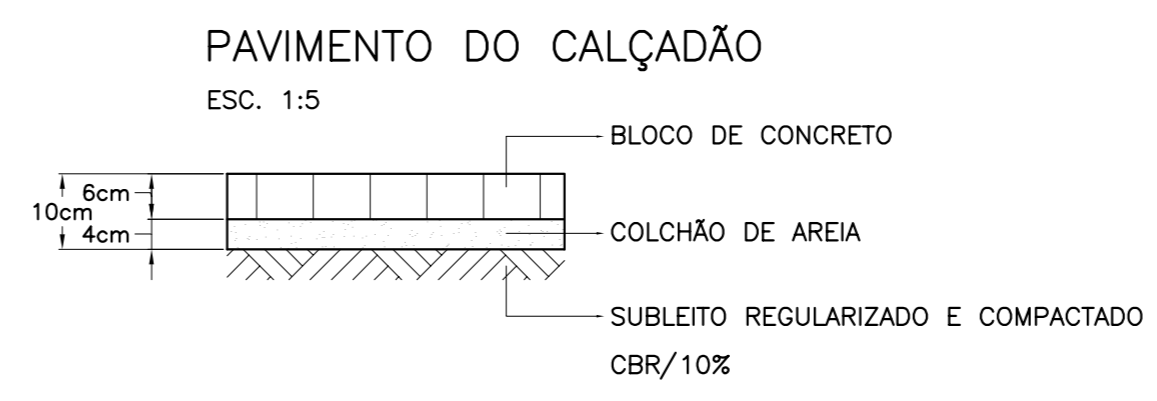 PAVIMENTO DO CALÇADÃO
ESC. 1:5
BLOCO DE CONCRETO
6cm
10cm
4cm
COLCHÃO DE AREIA
SUBLEITO REGULARIZADO E COMPACTADO
CBR/10%